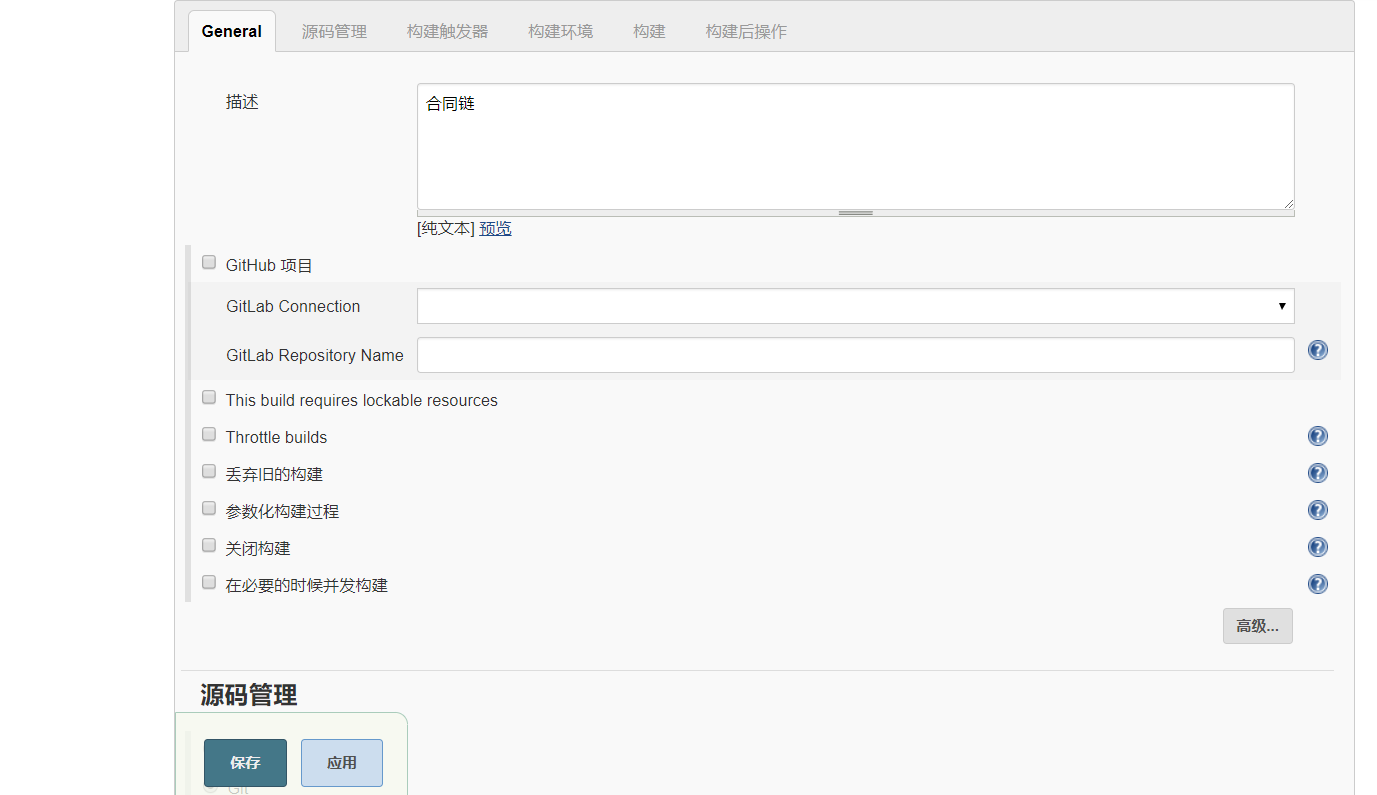 General 源码管理 构建触发器 构建环境 构建 构建后操作
描述
合同链
[纯文本] 预览
GitHub 项目
GitLab Connection
GitLab Repository Name
This build requires lockable resources
Throttle builds
丢弃旧的构建
参数化构建过程
关闭构建
在必要的时候并发构建
高级...
源码管理
保存 应用
Git